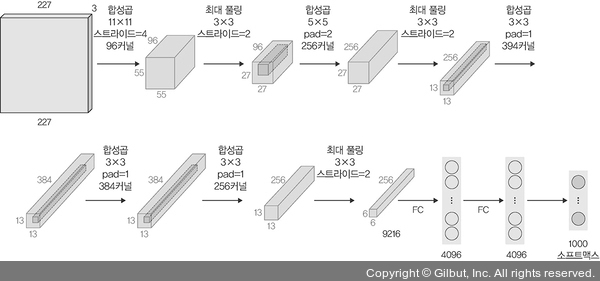 227
3
합성곱
11×11
스트라이드=4
96커널
최대 풀링
3×3
스트라이드=2
합성곱
5×5
pad=2
256커널
최대 풀링
3×3
스트라이드=2
합성곱
3×3
pad=1
394커널
96
55
55
96
27
27
256
27
27
256
13
13
227
합성곱
3×3
pad=1
384커널
합성곱
3×3
pad=1
256커널
최대 풀링
3×3
스트라이드=2
384
13
13
384
13
13
256
13
13
256
6
6
9216
FC
FC
4096
4096
1000
소프트맥스
Copyright © Gilbut, Inc. All rights reserved.